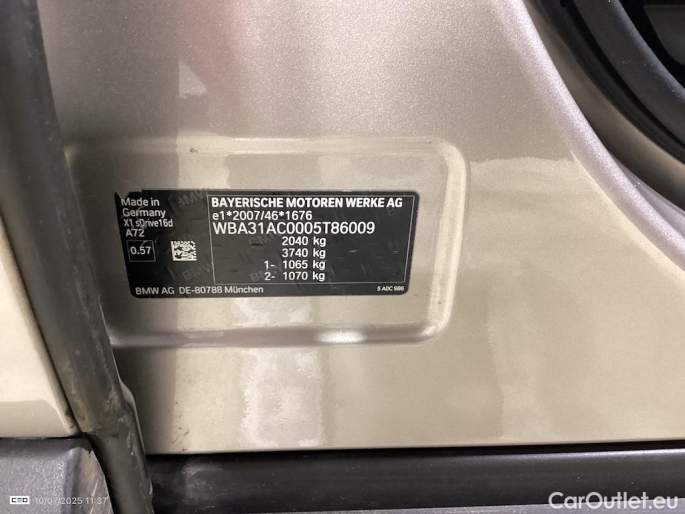 Made in
Germany
X1 sDrive16d
A72
0.57
BMW AG DE-80788 München
BAYERISCHE MOTOREN WERKE AG
e1*2007/46*1676
WBA31AC0005T86009
2040 kg
3740 kg
1- 1065 kg
2- 1070 kg
10/07/2025 11:37
CarOutlet.eu